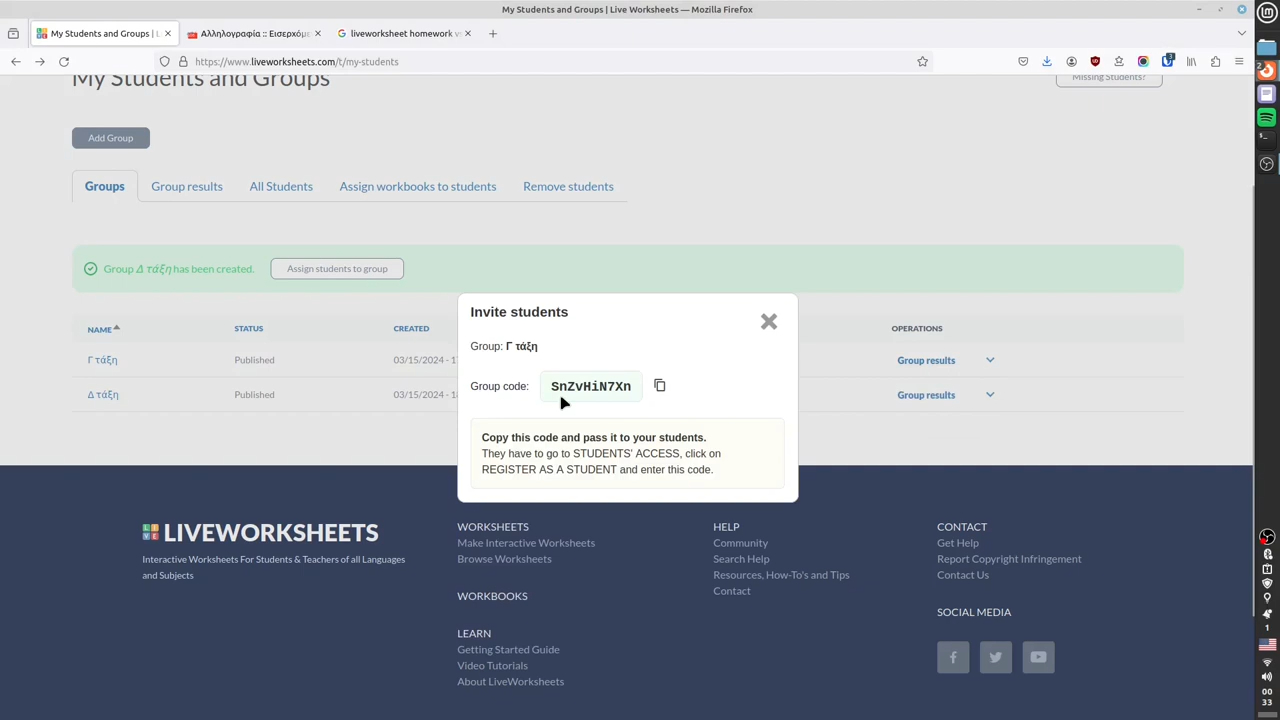 My Students and Groups | Live Worksheets — Mozilla Firefox
My Students and Groups | L
Αλληλογραφία :: Εισερχόμ
liveworksheet homework v
https://www.liveworksheets.com/t/my-students
My Students and Groups
Missing Students?
Add Group
Groups
Group results
All Students
Assign workbooks to students
Remove students
Group Δ τάξη has been created.
Assign students to group
NAME
STATUS
CREATED
OPERATIONS
Γ τάξη
Published
03/15/2024 - 1
Group results
Δ τάξη
Published
03/15/2024 - 1
Group results
Invite students
Group: Γ τάξη
Group code: SnZvHiN7Xn
Copy this code and pass it to your students.
They have to go to STUDENTS' ACCESS, click on
REGISTER AS A STUDENT and enter this code.
LIVEWORKSHEETS
Interactive Worksheets For Students & Teachers of all Languages
and Subjects
WORKSHEETS
Make Interactive Worksheets
Browse Worksheets
WORKBOOKS
LEARN
Getting Started Guide
Video Tutorials
About LiveWorksheets
HELP
Community
Search Help
Resources, How-To's and Tips
Contact
CONTACT
Get Help
Report Copyright Infringement
Contact Us
SOCIAL MEDIA
1
00
33